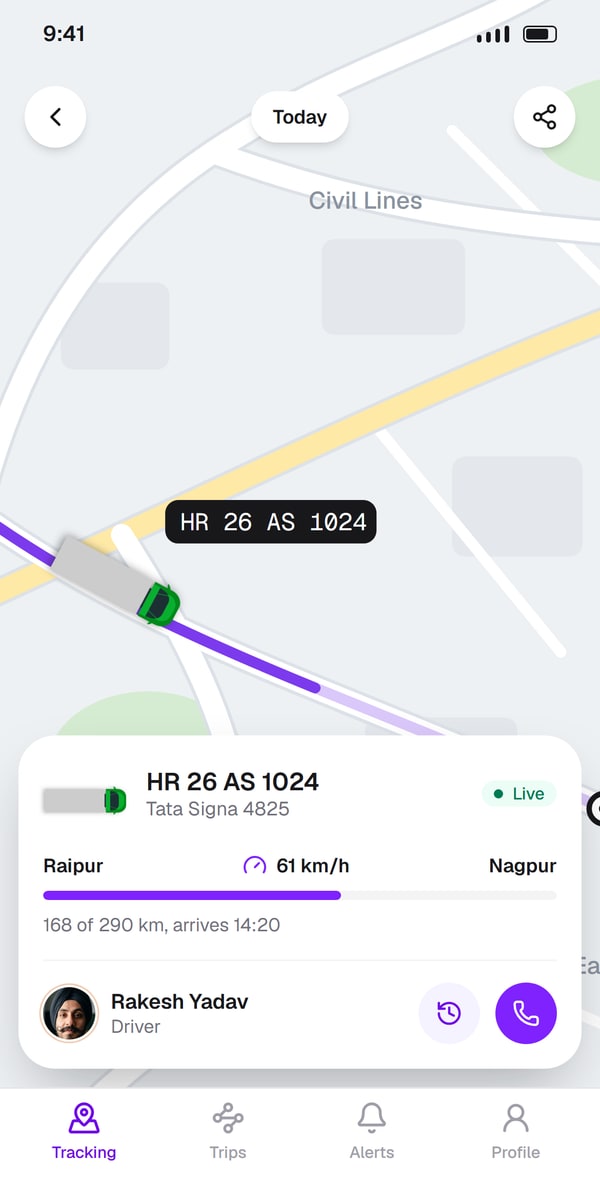 9:41
Today
Civil Lines
HR 26 AS 1024
HR 26 AS 1024
Tata Signa 4825
Live
Raipur
61 km/h
Nagpur
168 of 290 km, arrives 14:20
Ea
Rakesh Yadav
Driver
Tracking
Trips
Alerts
Profile